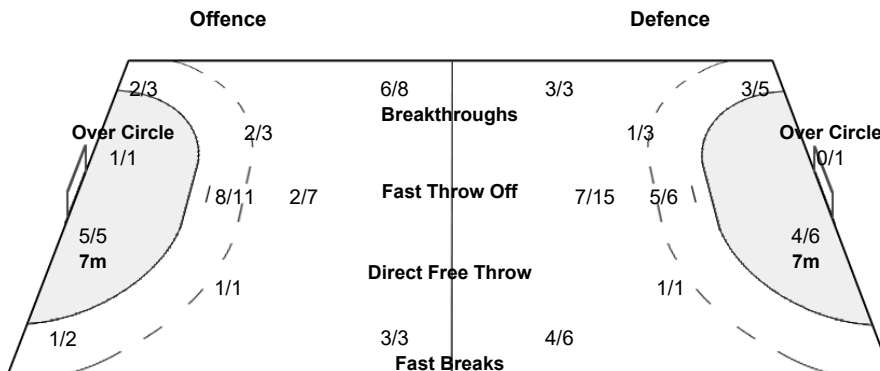 Offence Defence
2/3 6/8 3/3 3/5
Breakthroughs
Over Circle 2/3 1/3 Over Circle
1/1 0/1
8/11 2/7 Fast Throw Off 7/15 5/6
5/5 4/6
7m 7m
Direct Free Throw
1/1 1/1
1/2 3/3 4/6
Fast Breaks